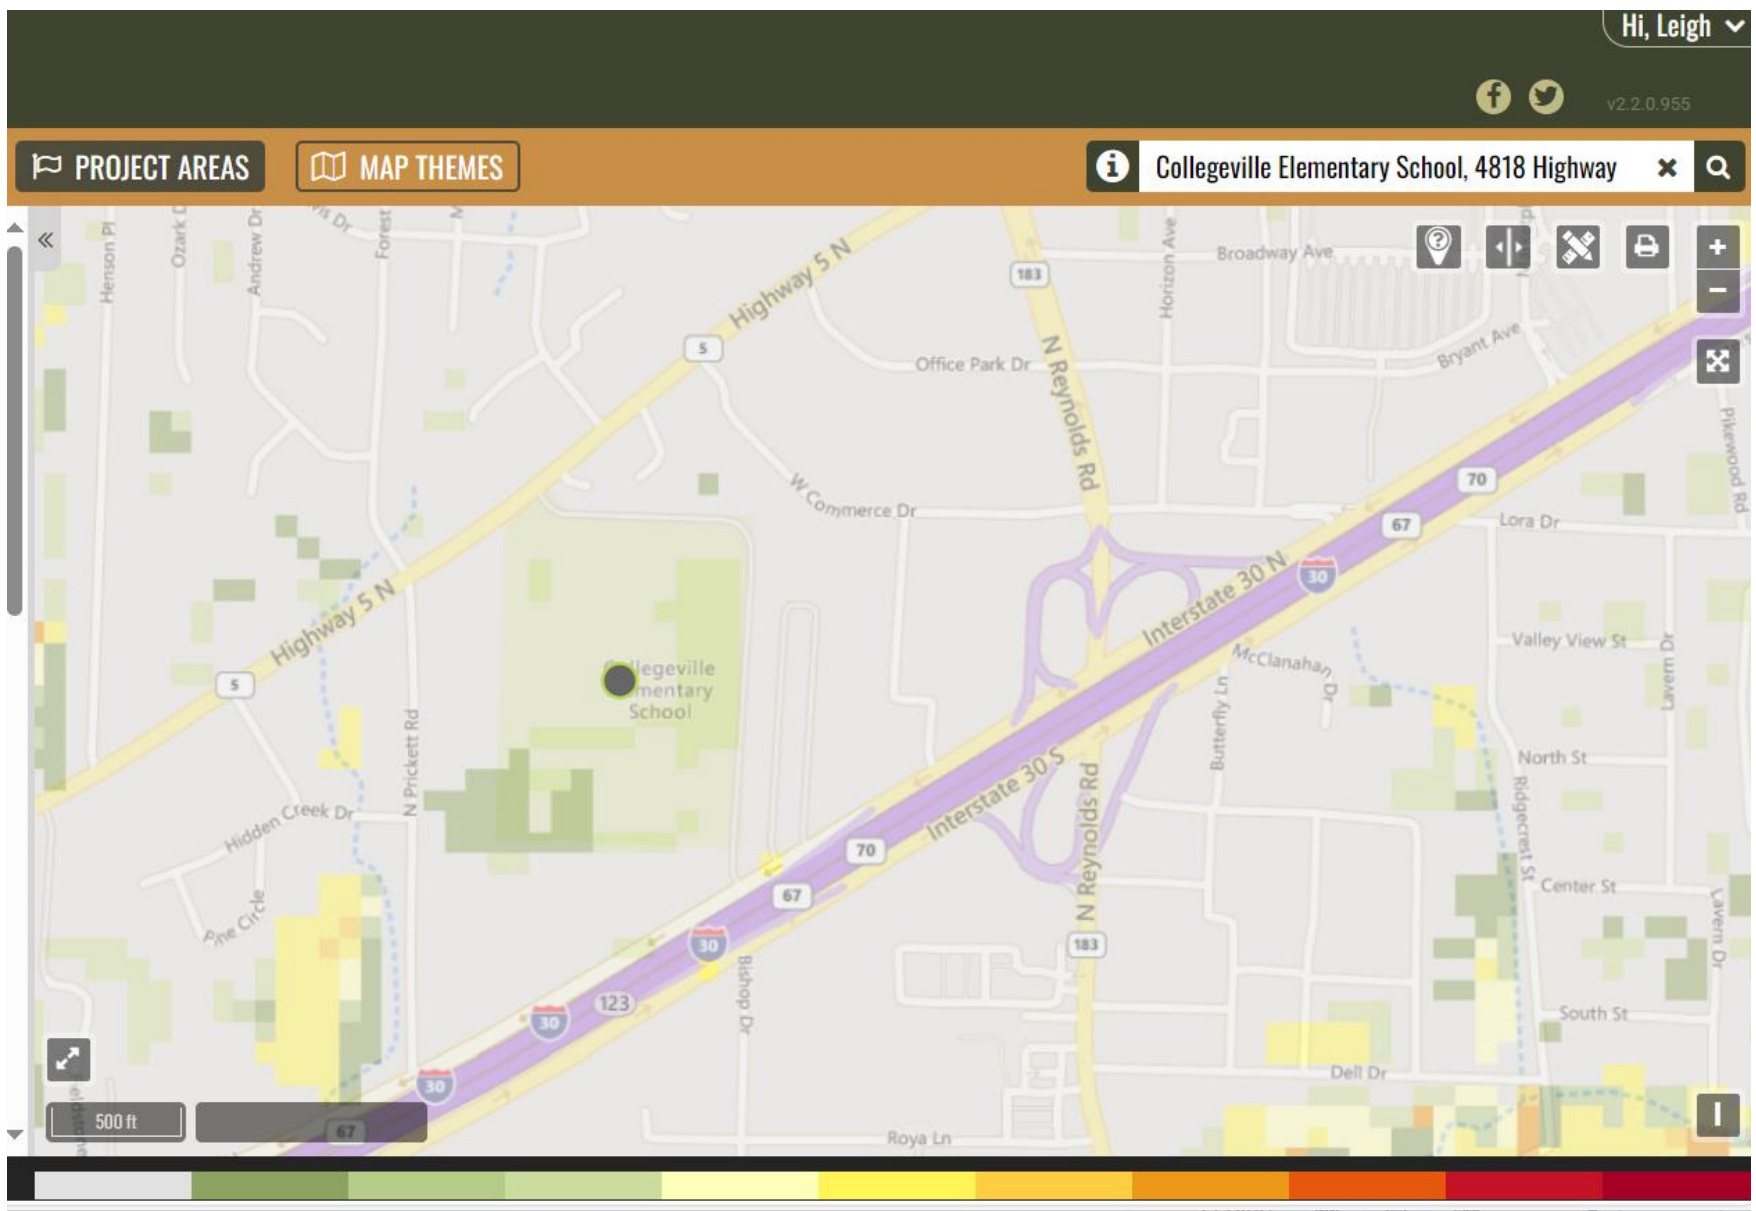 Hi, Leigh
v2.2.0.955
PROJECT AREAS
MAP THEMES
Collegeville Elementary School, 4818 Highway
Henson Pl
Ozark D
Andrew Dr
vis Dr
Forest
M
Highway 5 N
183
Horizon Ave
Broadway Ave
5
N Reynolds Rd
Office Park Dr
Bryant Ave
Pikewood Rd
W Commerce Dr
70
67
Lora Dr
Highway 5 N
Interstate 30 N
30
Valley View St
Lavern Dr
McClanahan Dr
5
llegeville
mentary
School
N Prickett Rd
Butterfly Ln
Interstate 30 S
North St
Ridgecrest St
Hidden Creek Dr
70
N Reynolds Rd
67
Center St
Lavern Dr
Pine Circle
30
183
Bishop Dr
123
30
South St
30
Dell Dr
500 ft
67
Roya Ln